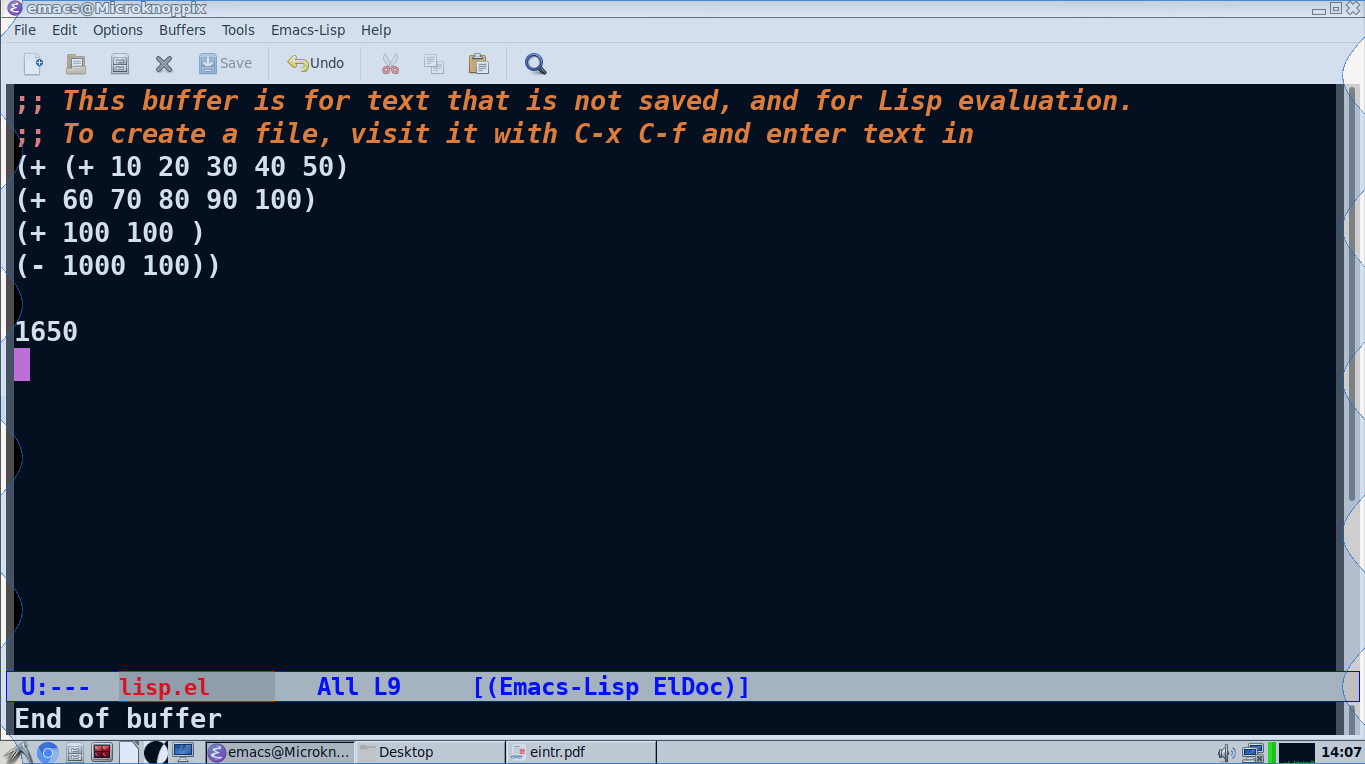 emacs@Microknoppix
File Edit Options Buffers Tools Emacs-Lisp Help
Save Undo
;; This buffer is for text that is not saved, and for Lisp evaluation.
;; To create a file, visit it with C-x C-f and enter text in
(+ (+ 10 20 30 40 50)
(+ 60 70 80 90 100)
(+ 100 100 )
(- 1000 100))
1650
U:--- lisp.el All L9 [(Emacs-Lisp ElDoc)]
End of buffer
emacs@Microkn... Desktop eintr.pdf 14:07